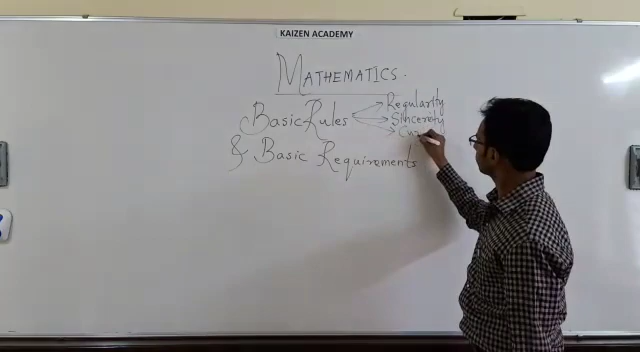 KAIZEN ACADEMY
MATHEMATICS.
Basic Rules
Regularity
Sincerity
& Basic Requirements